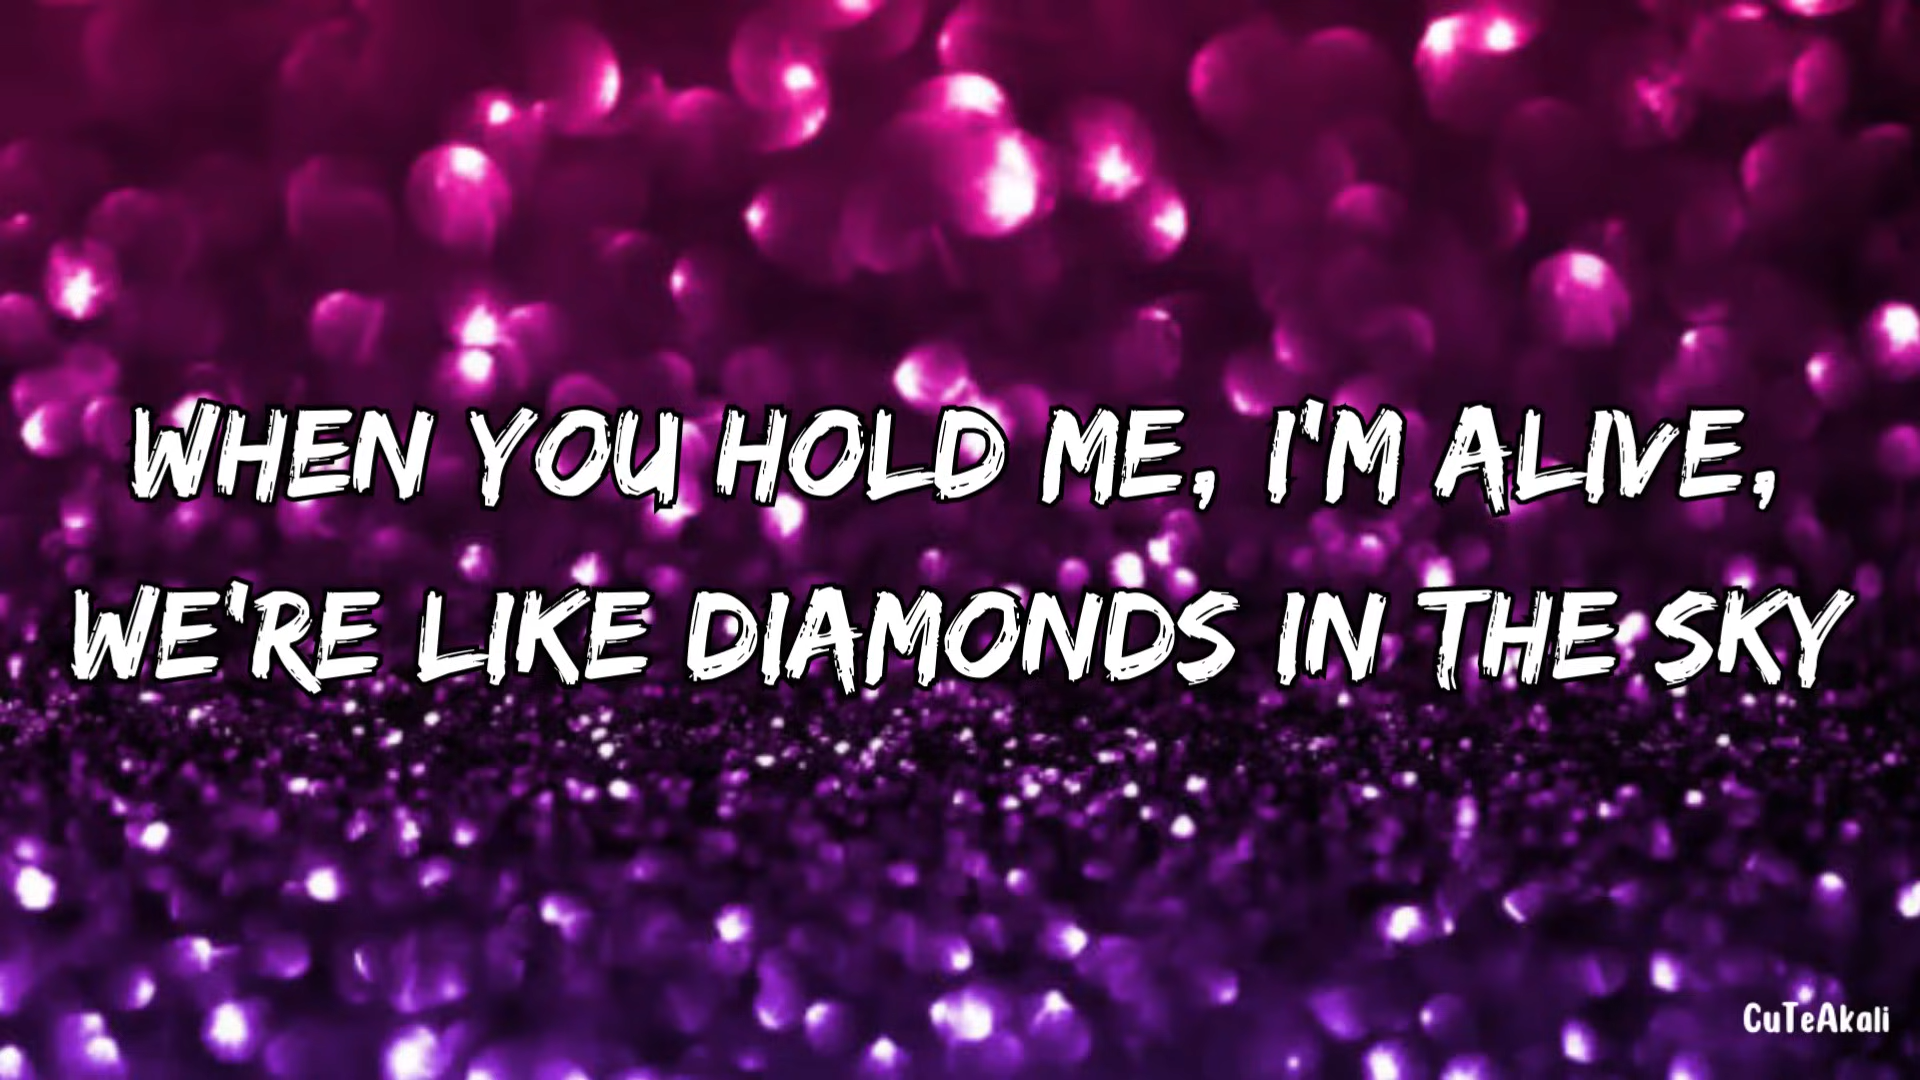 WHEN YOU HOLD ME, I'M ALIVE,
WE'RE LIKE DIAMONDS IN THE SKY
CuTeAkali